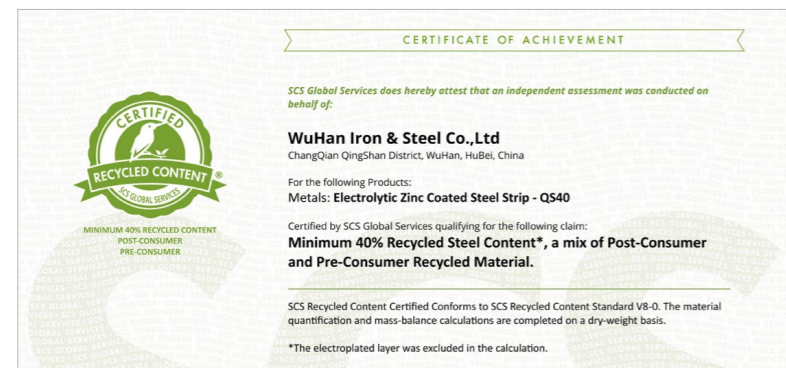 CERTIFICATE OF ACHIEVEMENT
SCS Global Services does hereby attest that an independent assessment was conducted on
behalf of:
WuHan Iron & Steel Co.,Ltd
ChangQian QingShan District, WuHan, HuBei, China
For the following Products:
Metals: Electrolytic Zinc Coated Steel Strip - QS40
Certified by SCS Global Services qualifying for the following claim:
Minimum 40% Recycled Steel Content*, a mix of Post-Consumer
and Pre-Consumer Recycled Material.
SCS Recycled Content Certified Conforms to SCS Recycled Content Standard V8-0. The material
quantification and mass-balance calculations are completed on a dry-weight basis.
*The electroplated layer was excluded in the calculation.
CERTIFIED
RECYCLED CONTENT ®
SCS GLOBAL SERVICES
MINIMUM 40% RECYCLED CONTENT
POST-CONSUMER
PRE-CONSUMER
SCS